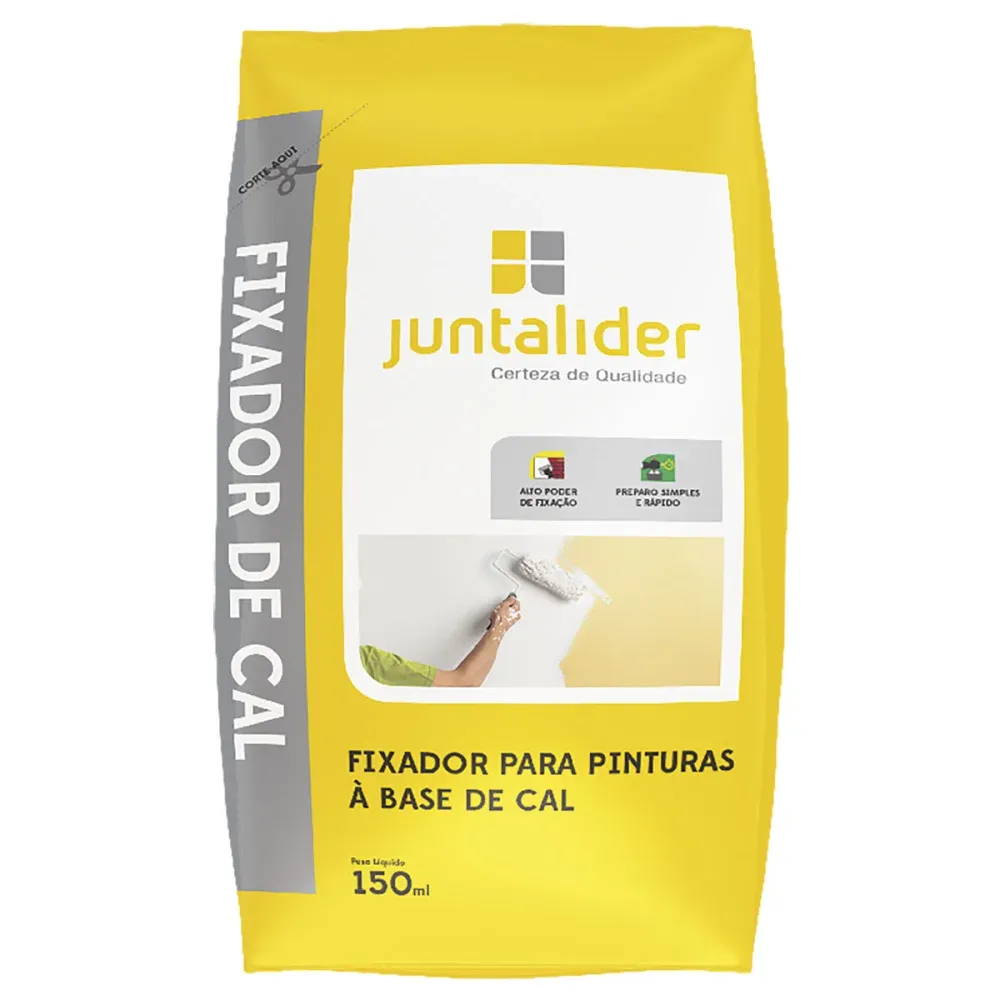 CORTE AQUI
FIXADOR DE CAL
juntalider
Certeza de Qualidade
ALTO PODER
DE FIXAÇÃO
PREPARO SIMPLES
E RÁPIDO
FIXADOR PARA PINTURAS
À BASE DE CAL
Peso Líquido
150ml